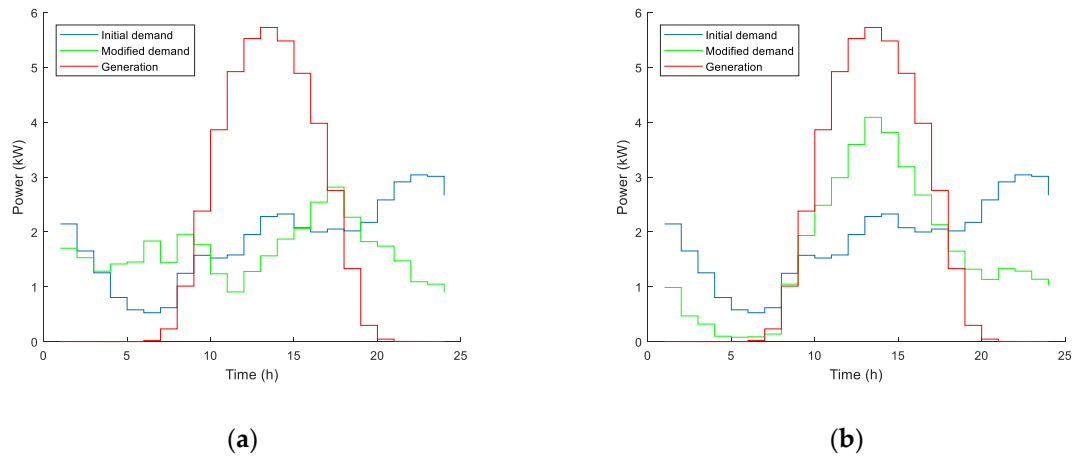 Initial demand
Modified demand
Generation
Power (kW)
6
5
4
3
2
1
0
0 5 10 15 20 25
Time (h)
(a)
Initial demand
Modified demand
Generation
Power (kW)
6
5
4
3
2
1
0
0 5 10 15 20 25
Time (h)
(b)